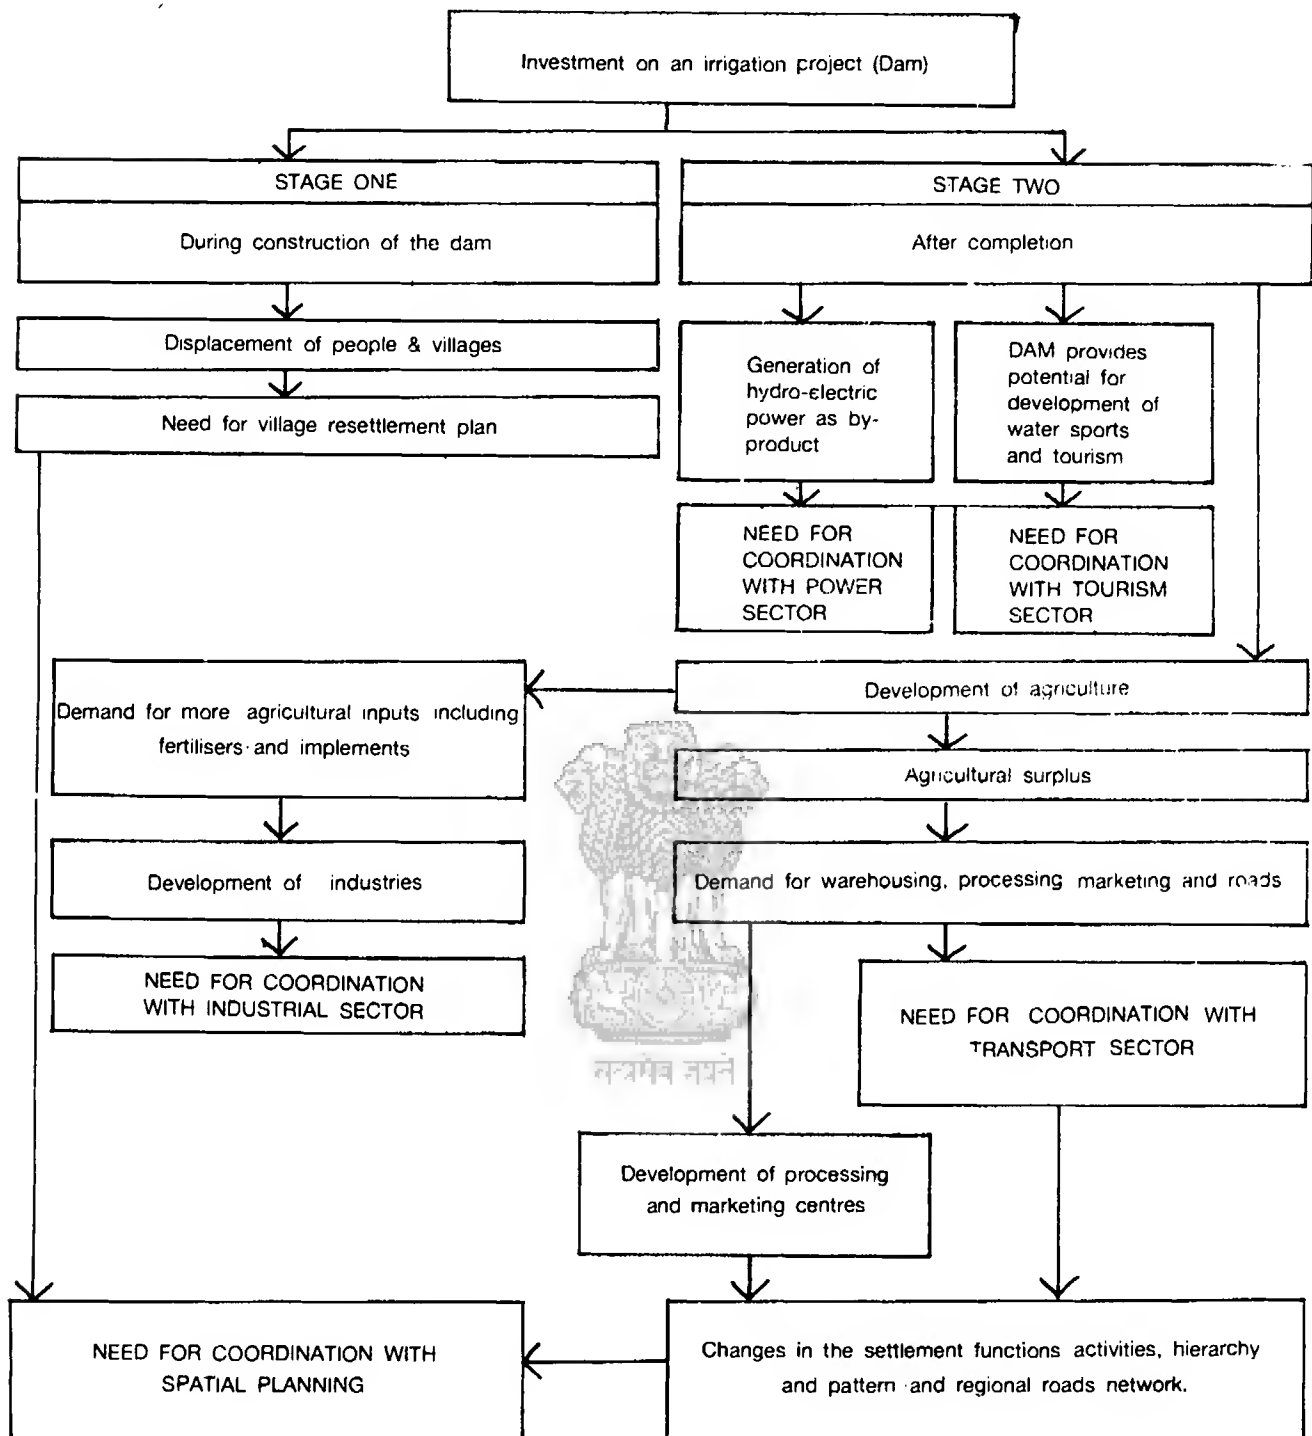 Investment on an irrigation project (Dam)
STAGE ONE
During construction of the dam
Displacement of people & villages
Need for village resettlement plan
STAGE TWO
After completion
Generation of
hydro-electric
power as by-
product
DAM provides
potential for
development of
water sports
and tourism
NEED FOR
COORDINATION
WITH POWER
SECTOR
NEED FOR
COORDINATION
WITH TOURISM
SECTOR
Development of agriculture
Demand for more agricultural inputs including
fertilisers and implements
Agricultural surplus
Development of industries
Demand for warehousing, processing marketing and roads
NEED FOR COORDINATION
WITH INDUSTRIAL SECTOR
NEED FOR COORDINATION WITH
TRANSPORT SECTOR
सत्यमेव जयते
Development of processing
and marketing centres
NEED FOR COORDINATION WITH
SPATIAL PLANNING
Changes in the settlement functions activities, hierarchy
and pattern and regional roads network.